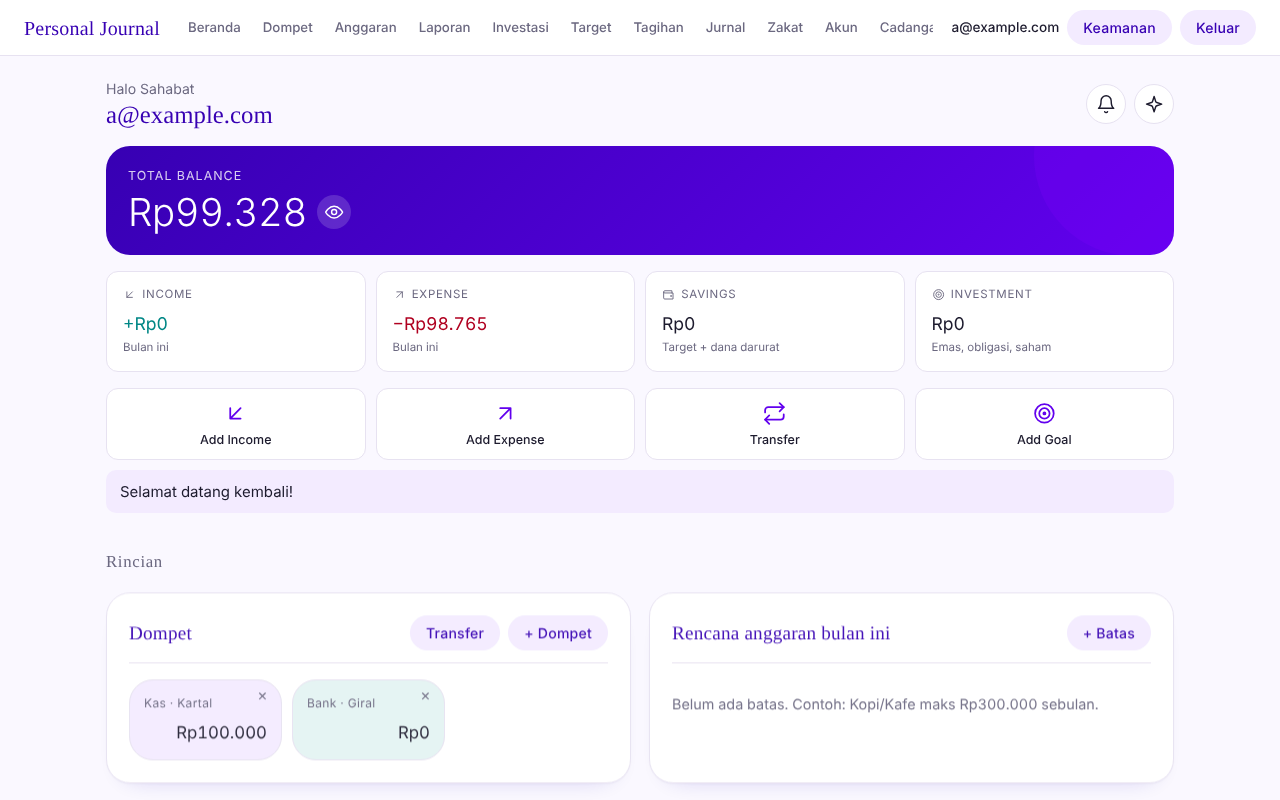 Personal Journal Beranda Dompet Anggaran Laporan Investasi Target Tagihan Jurnal Zakat Akun a@example.com Keamanan Keluar
Halo Sahabat
a@example.com
TOTAL BALANCE
Rp99.328
INCOME
+Rp0
Bulan ini
EXPENSE
−Rp98.765
Bulan ini
SAVINGS
Rp0
Target + dana darurat
INVESTMENT
Rp0
Emas, obligasi, saham
Add Income
Add Expense
Transfer
Add Goal
Selamat datang kembali!
Rincian
Dompet
Transfer
+ Dompet
Kas · Kartal ×
Rp100.000
Bank · Giral ×
Rp0
Rencana anggaran bulan ini
+ Batas
Belum ada batas. Contoh: Kopi/Kafe maks Rp300.000 sebulan.